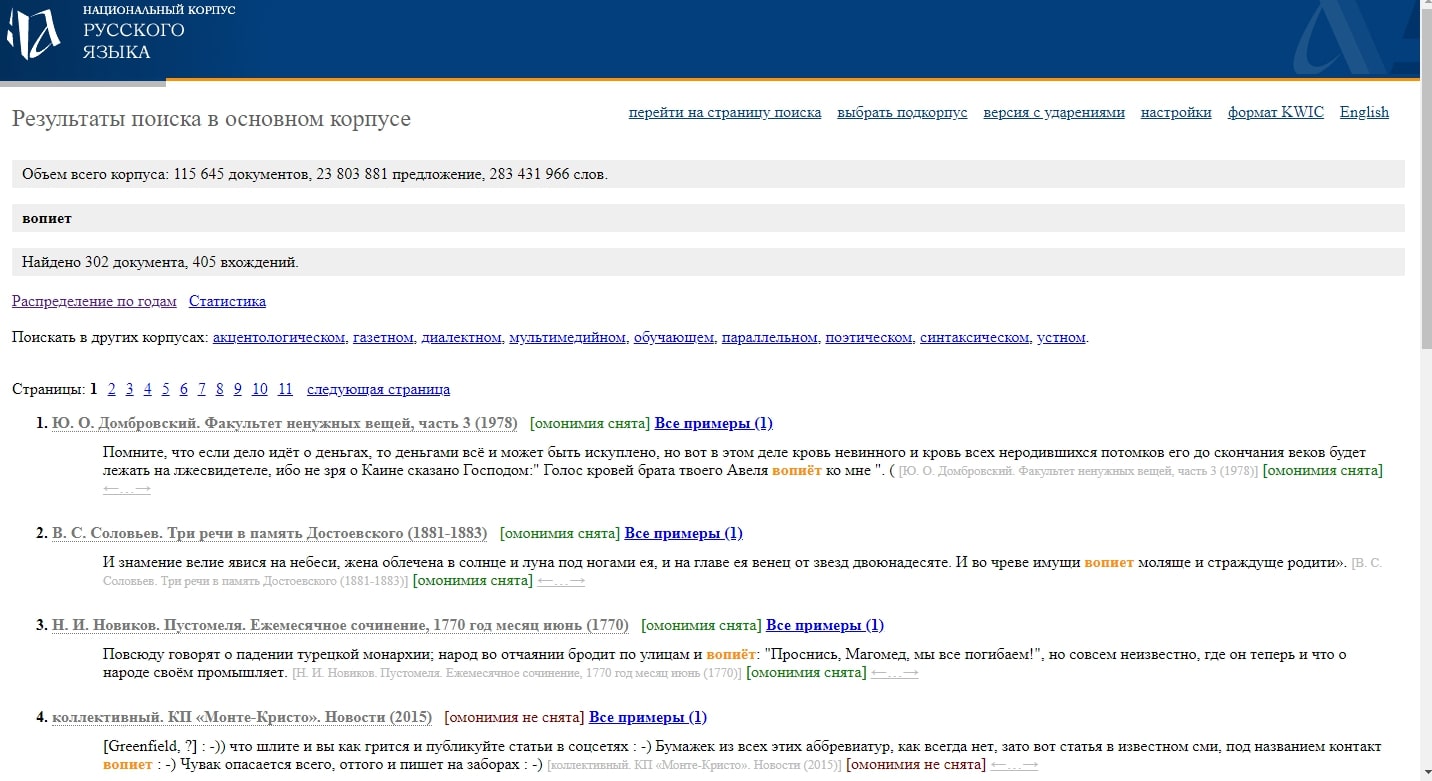 НАЦИОНАЛЬНЫЙ КОРПУС
РУССКОГО
ЯЗЫКА
Результаты поиска в основном корпусе
перейти на страницу поиска выбрать подкорпус версия с ударениями настройки формат KWIC English
Объем всего корпуса: 115 645 документов, 23 803 881 предложение, 283 431 966 слов.
вопиет
Найдено 302 документа, 405 вхождений.
Распределение по годам Статистика
Поискать в других корпусах: акцентологическом, газетном, диалектном, мультимедийном, обучающем, параллельном, поэтическом, синтаксическом, устном.
Страницы: 1 2 3 4 5 6 7 8 9 10 11 следующая страница
1. Ю. О. Домбровский. Факультет ненужных вещей, часть 3 (1978) [омонимия снята] Все примеры (1)
Помните, что если дело идёт о деньгах, то деньгами всё и может быть искуплено, но вот в этом деле кровь невинного и кровь всех неродившихся потомков его до скончания веков будет
лежать на лжесвидетеле, ибо не зря о Каине сказано Господом:" Голос кровей брата твоего Авеля вопиёт ко мне ". ( [Ю. О. Домбровский. Факультет ненужных вещей, часть 3 (1978)] [омонимия снята]
←…→
2. В. С. Соловьев. Три речи в память Достоевского (1881-1883) [омонимия снята] Все примеры (1)
И знамение велие явися на небеси, жена облечена в солнце и луна под ногами ея, и на главе ея венец от звезд двоюнадесяте. И во чреве имущи вопиет моляще и страждуще родити». [В. С.
Соловьев. Три речи в память Достоевского (1881-1883)] [омонимия снята] ←…→
3. Н. И. Новиков. Пустомеля. Ежемесячное сочинение, 1770 год месяц июнь (1770) [омонимия снята] Все примеры (1)
Повсюду говорят о падении турецкой монархии; народ во отчаянии бродит по улицам и вопиёт: "Проснись, Магомед, мы все погибаем!", но совсем неизвестно, где он теперь и что о
народе своём промышляет. [Н. И. Новиков. Пустомеля. Ежемесячное сочинение, 1770 год месяц июнь (1770)] [омонимия снята] ←…→
4. коллективный. КП «Монте-Кристо». Новости (2015) [омонимия не снята] Все примеры (1)
[Greenfield, ?] : -)) что шлите и вы как грится и публикуйте статьи в соцсетях : -) Бумажек из всех этих аббревиатур, как всегда нет, зато вот статья в известном сми, под названием контакт
вопиет : -) Чувак опасается всего, оттого и пишет на заборах : -) [коллективный. КП «Монте-Кристо». Новости (2015)] [омонимия не снята] ←…→